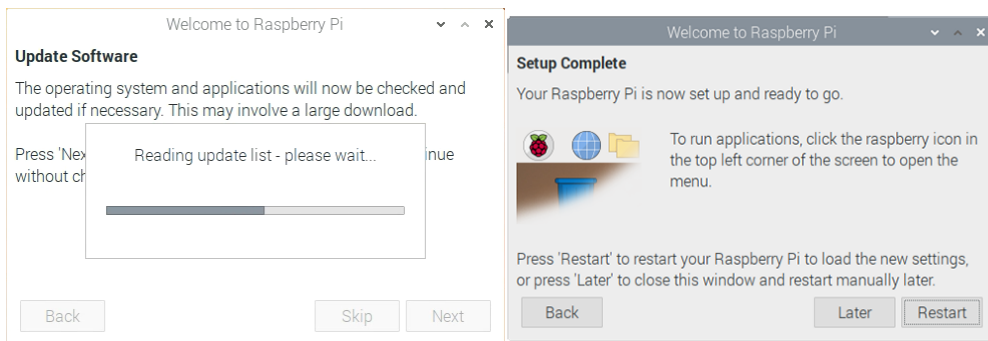 Welcome to Raspberry Pi
Update Software
The operating system and applications will now be checked and
updated if necessary. This may involve a large download.
Press 'Nex
inue
without ch
Reading update list - please wait...
Back
Skip
Next
Welcome to Raspberry Pi
Setup Complete
Your Raspberry Pi is now set up and ready to go.
To run applications, click the raspberry icon in
the top left corner of the screen to open the
menu.
Press 'Restart' to restart your Raspberry Pi to load the new settings,
or press 'Later' to close this window and restart manually later.
Back
Later
Restart